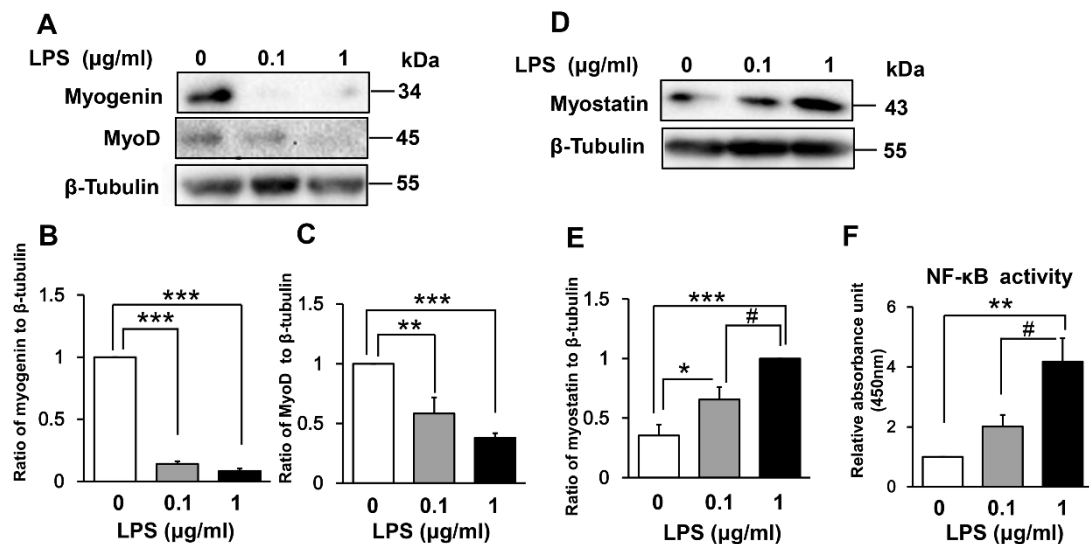 A
LPS (µg/ml) 0 0.1 1 kDa
Myogenin 34
MyoD 45
β-Tubulin 55
D
LPS (µg/ml) 0 0.1 1 kDa
Myostatin 43
β-Tubulin 55
B
Ratio of myogenin to β-tubulin
1.5
1
0.5
0
***
***
0 0.1 1
LPS (µg/ml)
C
Ratio of MyoD to β-tubulin
1.5
1
0.5
0
***
**
0 0.1 1
LPS (µg/ml)
E
Ratio of myostatin to β-tubulin
1.5
1
0.5
0
***
#
*
0 0.1 1
LPS (µg/ml)
F
NF-κB activity
Relative absorbance unit
(450nm)
6
4
2
0
**
#
0 0.1 1
LPS (µg/ml)